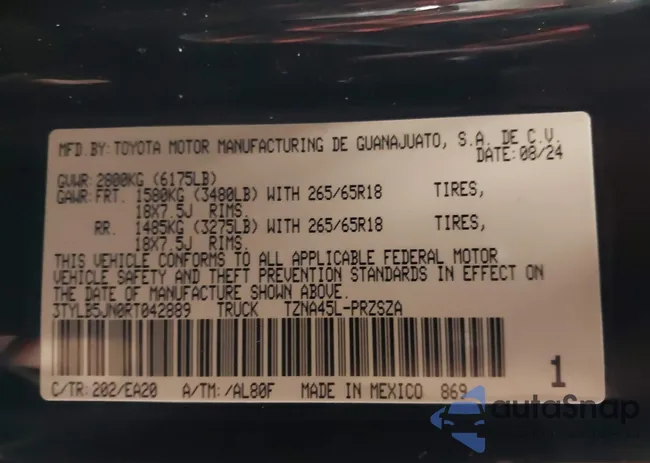 MFD.BY:TOYOTA MOTOR MANUFACTURING DE GUANAJUATO, S.A. DE C.V.
DATE:08/24
GVWR:2800KG (6175LB)
GAWR:FRT. 1580KG (3480LB) WITH 265/65R18 TIRES,
18X7.5J RIMS.
RR. 1485KG (3275LB) WITH 265/65R18 TIRES,
18X7.5J RIMS.
THIS VEHICLE CONFORMS TO ALL APPLICABLE FEDERAL MOTOR
VEHICLE SAFETY AND THEFT PREVENTION STANDARDS IN EFFECT ON
THE DATE OF MANUFACTURE SHOWN ABOVE.
3TYLB5JN0RT042889 TRUCK TZNA45L-PRZSZA
1
C/TR:202/EA20 A/TM:/AL80F MADE IN MEXICO 869
autoSnap